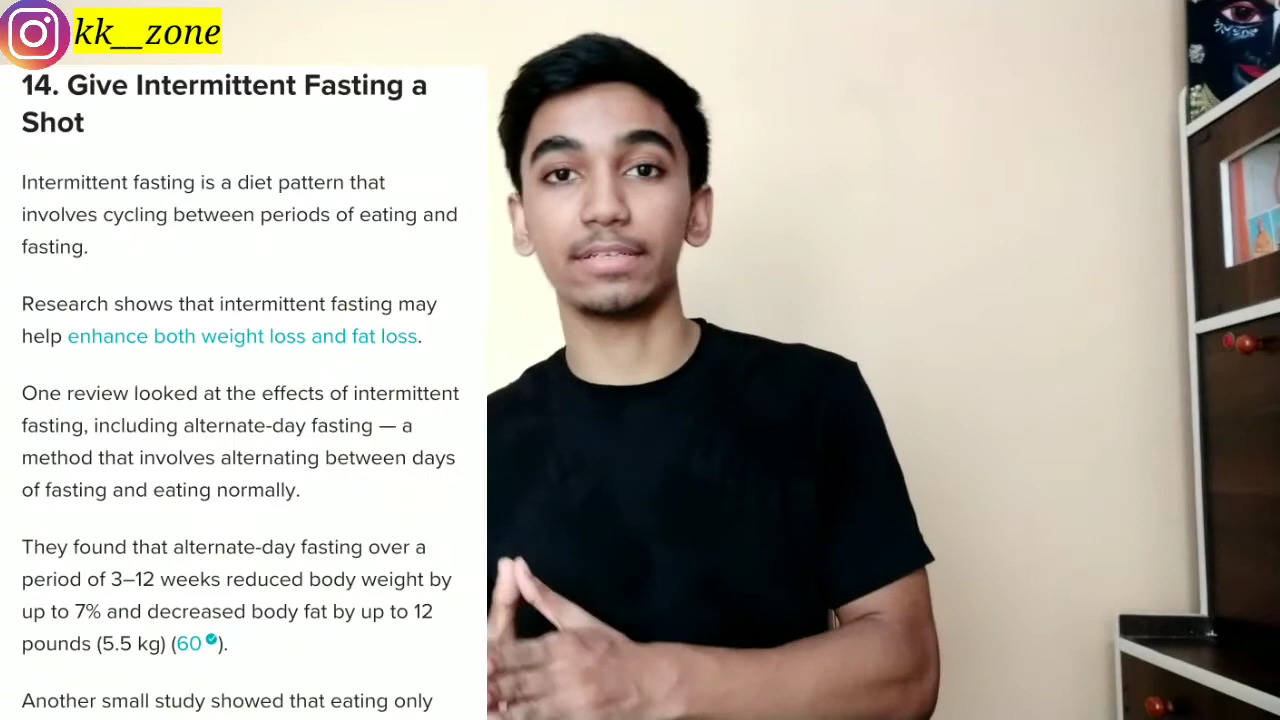 kk__zone
14. Give Intermittent Fasting a
Shot
Intermittent fasting is a diet pattern that
involves cycling between periods of eating and
fasting.
Research shows that intermittent fasting may
help enhance both weight loss and fat loss.
One review looked at the effects of intermittent
fasting, including alternate-day fasting — a
method that involves alternating between days
of fasting and eating normally.
They found that alternate-day fasting over a
period of 3–12 weeks reduced body weight by
up to 7% and decreased body fat by up to 12
pounds (5.5 kg) (60).
Another small study showed that eating only